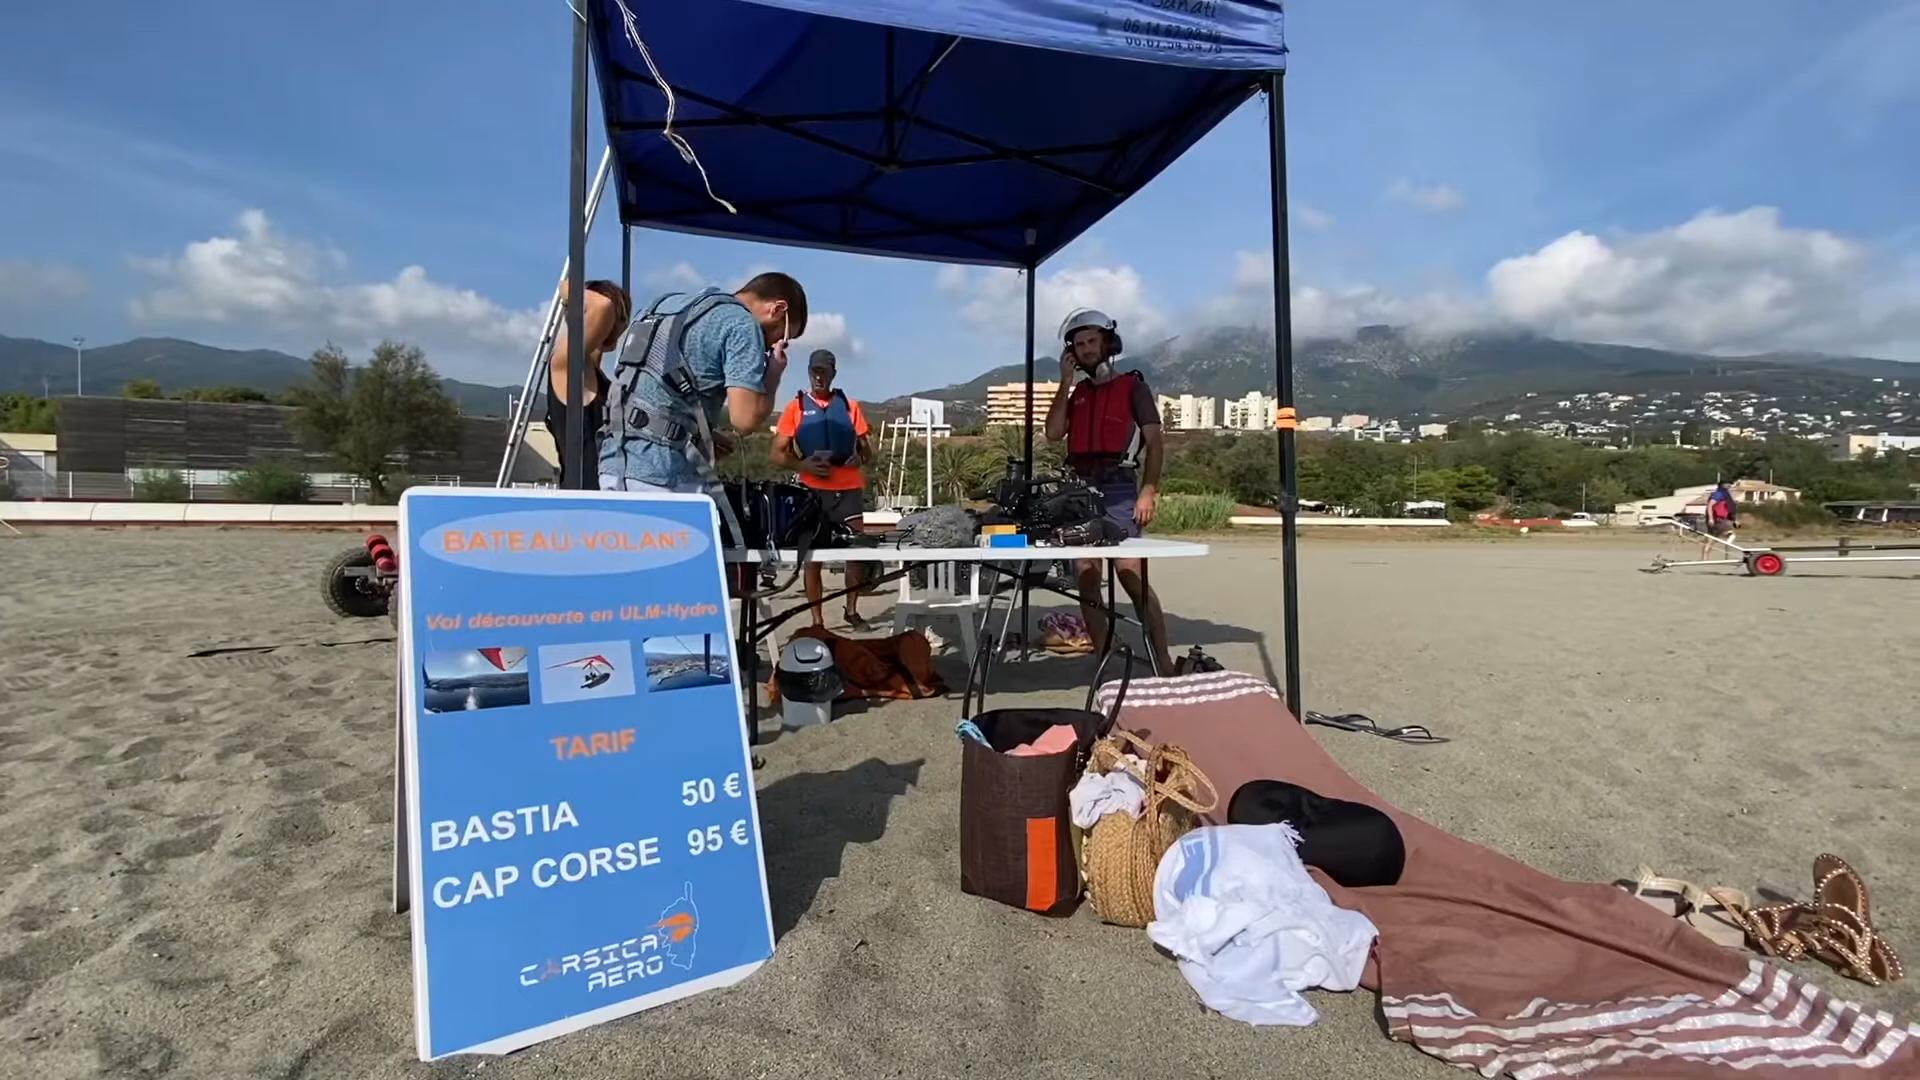 BATEAU-VOLANT
Vol découverte en ULM-Hydro
TARIF
BASTIA 50 €
CAP CORSE 95 €
CORSICA
AERO